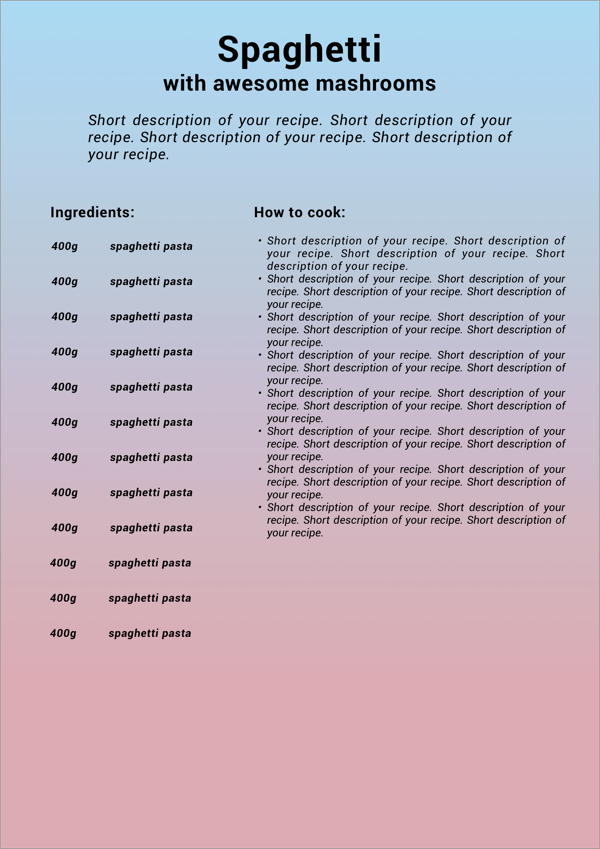 Spaghetti
with awesome mashrooms
Short description of your recipe. Short description of your
recipe. Short description of your recipe. Short description of
your recipe.
Ingredients:
400g spaghetti pasta
400g spaghetti pasta
400g spaghetti pasta
400g spaghetti pasta
400g spaghetti pasta
400g spaghetti pasta
400g spaghetti pasta
400g spaghetti pasta
400g spaghetti pasta
400g spaghetti pasta
400g spaghetti pasta
400g spaghetti pasta
How to cook:
• Short description of your recipe. Short description of
your recipe. Short description of your recipe. Short
description of your recipe.
• Short description of your recipe. Short description of your
recipe. Short description of your recipe. Short description of
your recipe.
• Short description of your recipe. Short description of your
recipe. Short description of your recipe. Short description of
your recipe.
• Short description of your recipe. Short description of your
recipe. Short description of your recipe. Short description of
your recipe.
• Short description of your recipe. Short description of your
recipe. Short description of your recipe. Short description of
your recipe.
• Short description of your recipe. Short description of your
recipe. Short description of your recipe. Short description of
your recipe.
• Short description of your recipe. Short description of your
recipe. Short description of your recipe. Short description of
your recipe.
• Short description of your recipe. Short description of your
recipe. Short description of your recipe. Short description of
your recipe.